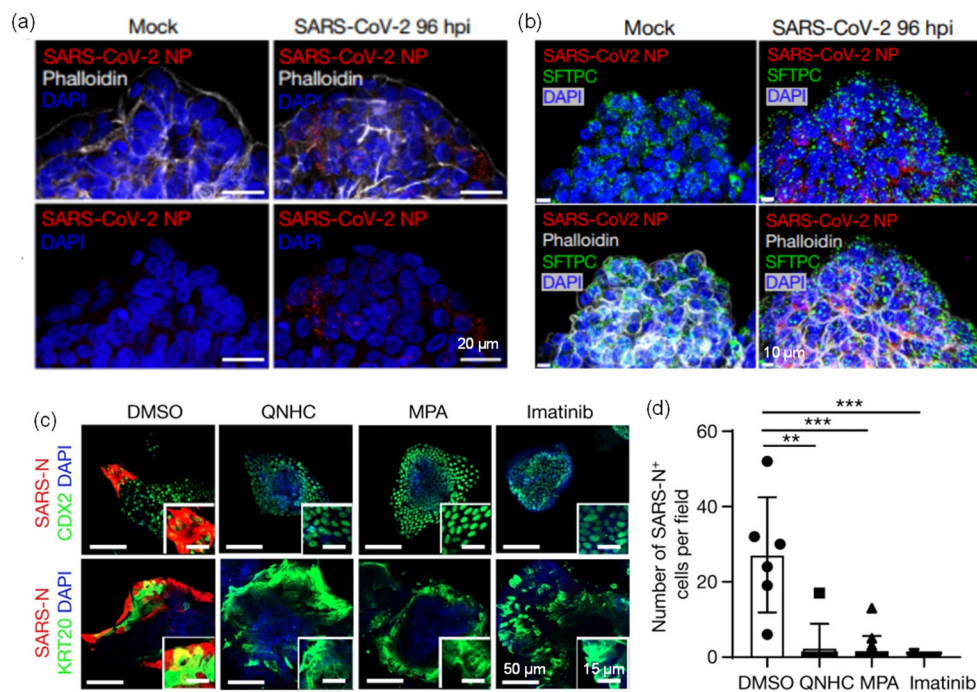 (a)
Mock
SARS-CoV-2 96 hpi
SARS-CoV-2 NP
Phalloidin
DAPI
SARS-CoV-2 NP
Phalloidin
DAPI
SARS-CoV-2 NP
DAPI
SARS-CoV-2 NP
DAPI
20 µm
(b)
Mock
SARS-CoV-2 96 hpi
SARS-CoV2 NP
SFTPC
DAPI
SARS-CoV2 NP
SFTPC
DAPI
SARS-CoV2 NP
Phalloidin
SFTPC
DAPI
SARS-CoV-2 NP
Phalloidin
SFTPC
DAPI
10 µm
(c)
DMSO
QNHC
MPA
Imatinib
SARS-N
CDX2 DAPI
SARS-N
KRT20 DAPI
50 µm
15 µm
(d)
***
***
**
Number of SARS-N+
cells per field
60
40
20
0
DMSO QNHC MPA Imatinib